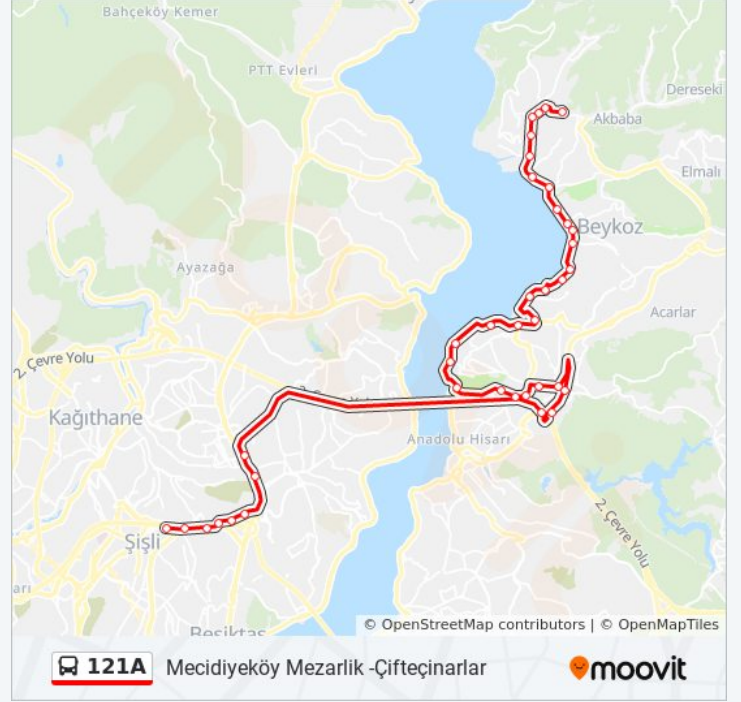 Bahçeköy Kemer
PTT Evleri
Dereseki
Akbaba
Elmalı
Beykoz
Ayazağa
Acarlar
2. Çevre Yolu
Kağıthane
Anadolu Hisarı
2. Çevre Yolu
Şişli
Beşiktaş
© OpenStreetMap contributors | © OpenMapTiles
121A Mecidiyeköy Mezarlik -Çifteçinarlar
moovit